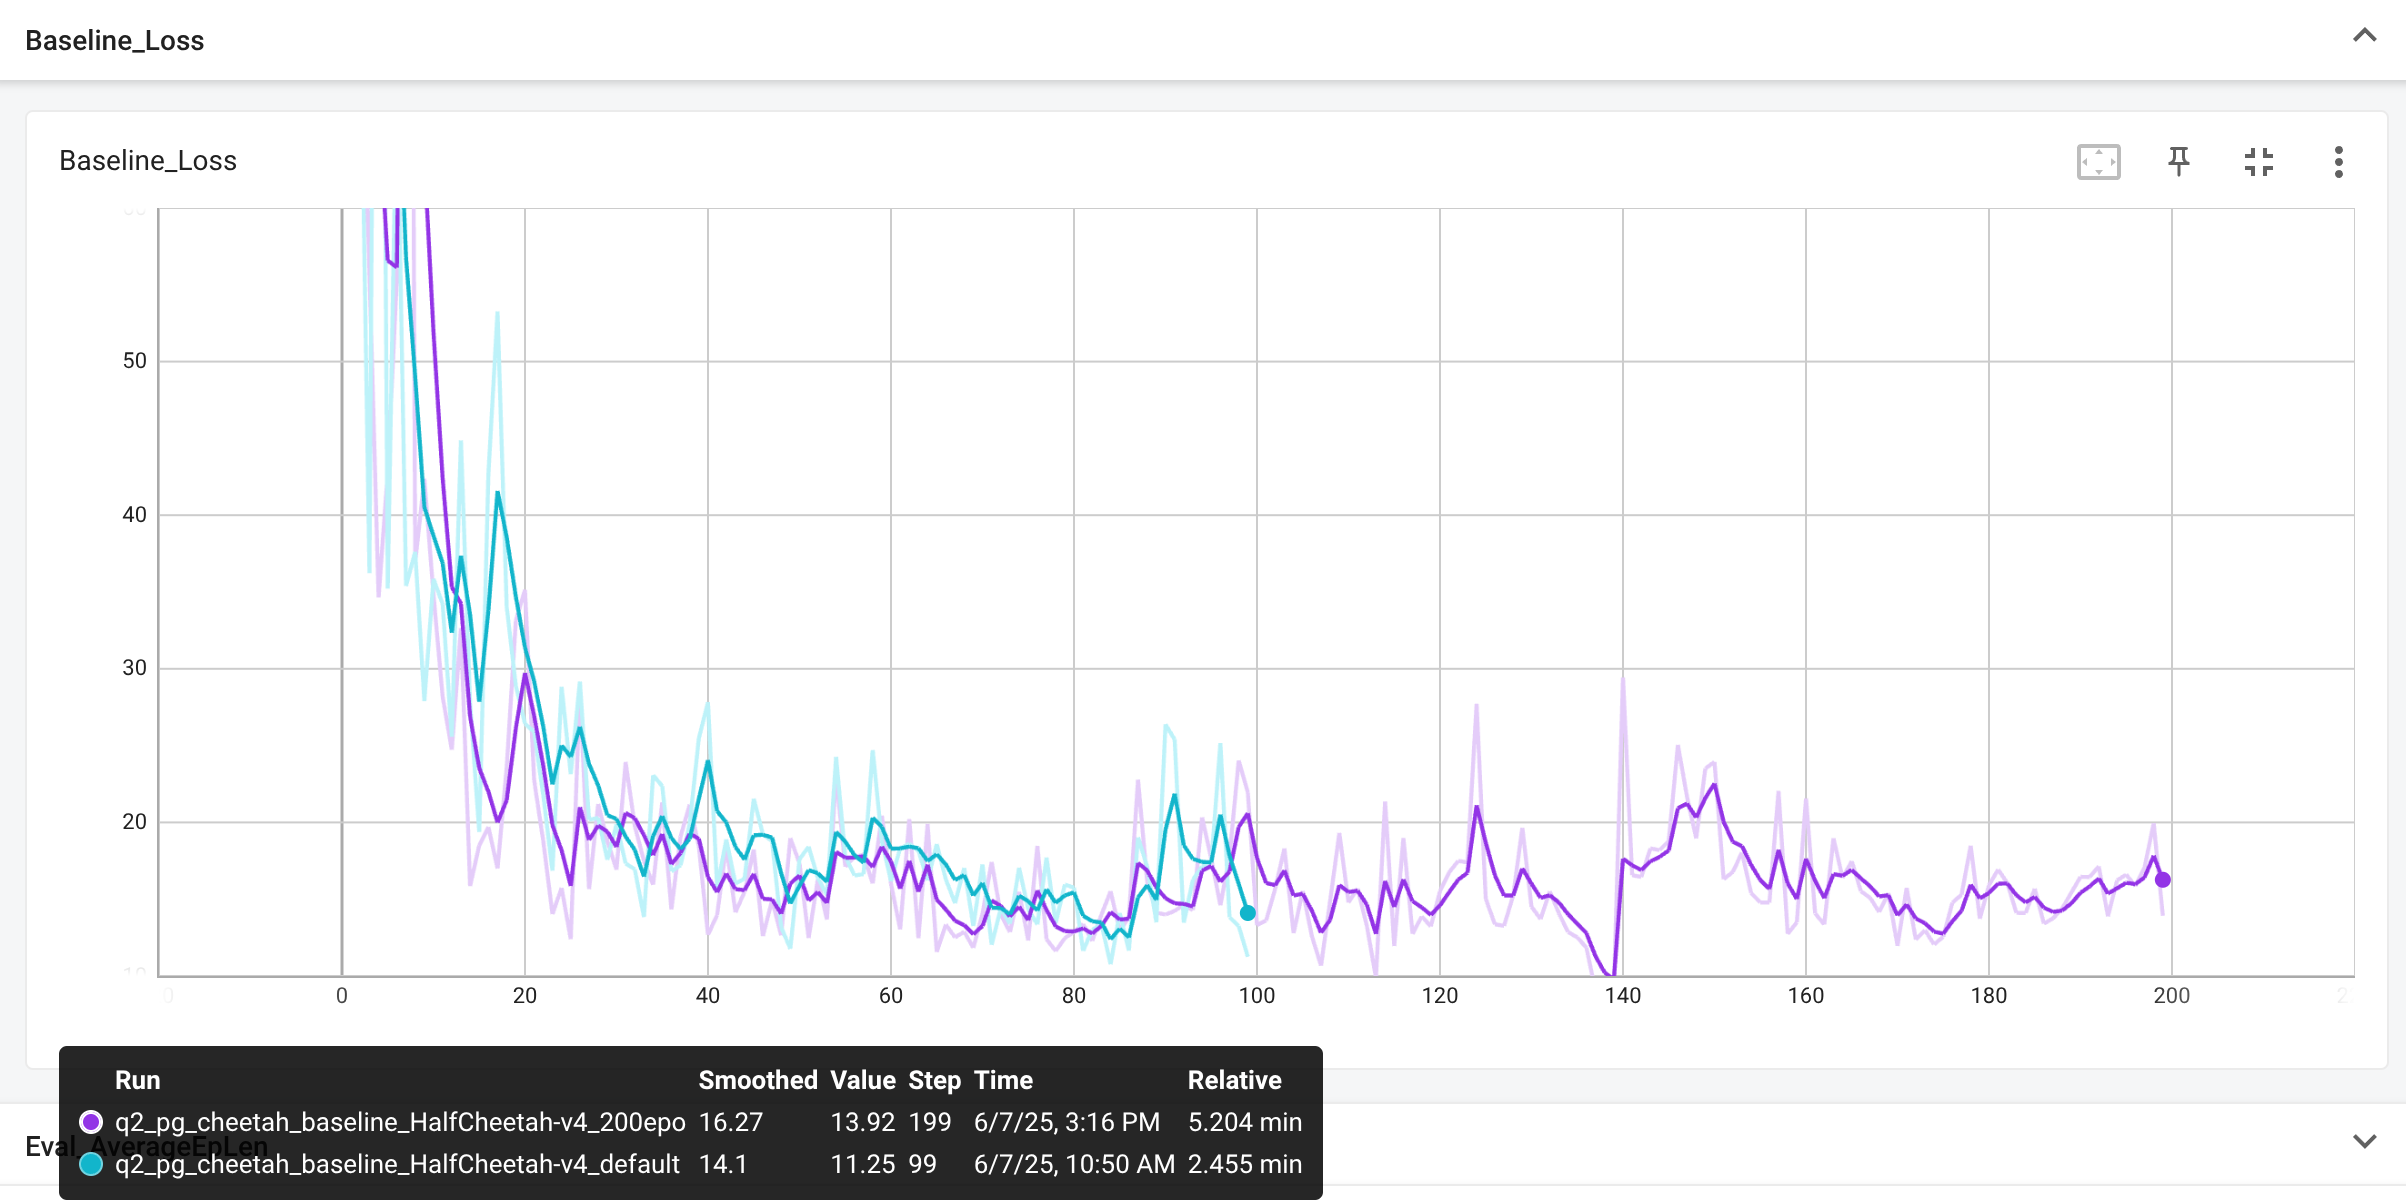 Baseline_Loss
Baseline_Loss
50
40
30
20
0 20 40 60 80 100 120 140 160 180 200
Run Smoothed Value Step Time Relative
q2_pg_cheetah_baseline_HalfCheetah-v4_200epo 16.27 13.92 199 6/7/25, 3:16 PM 5.204 min
Eval_AverageEpLen
q2_pg_cheetah_baseline_HalfCheetah-v4_default 14.1 11.25 99 6/7/25, 10:50 AM 2.455 min